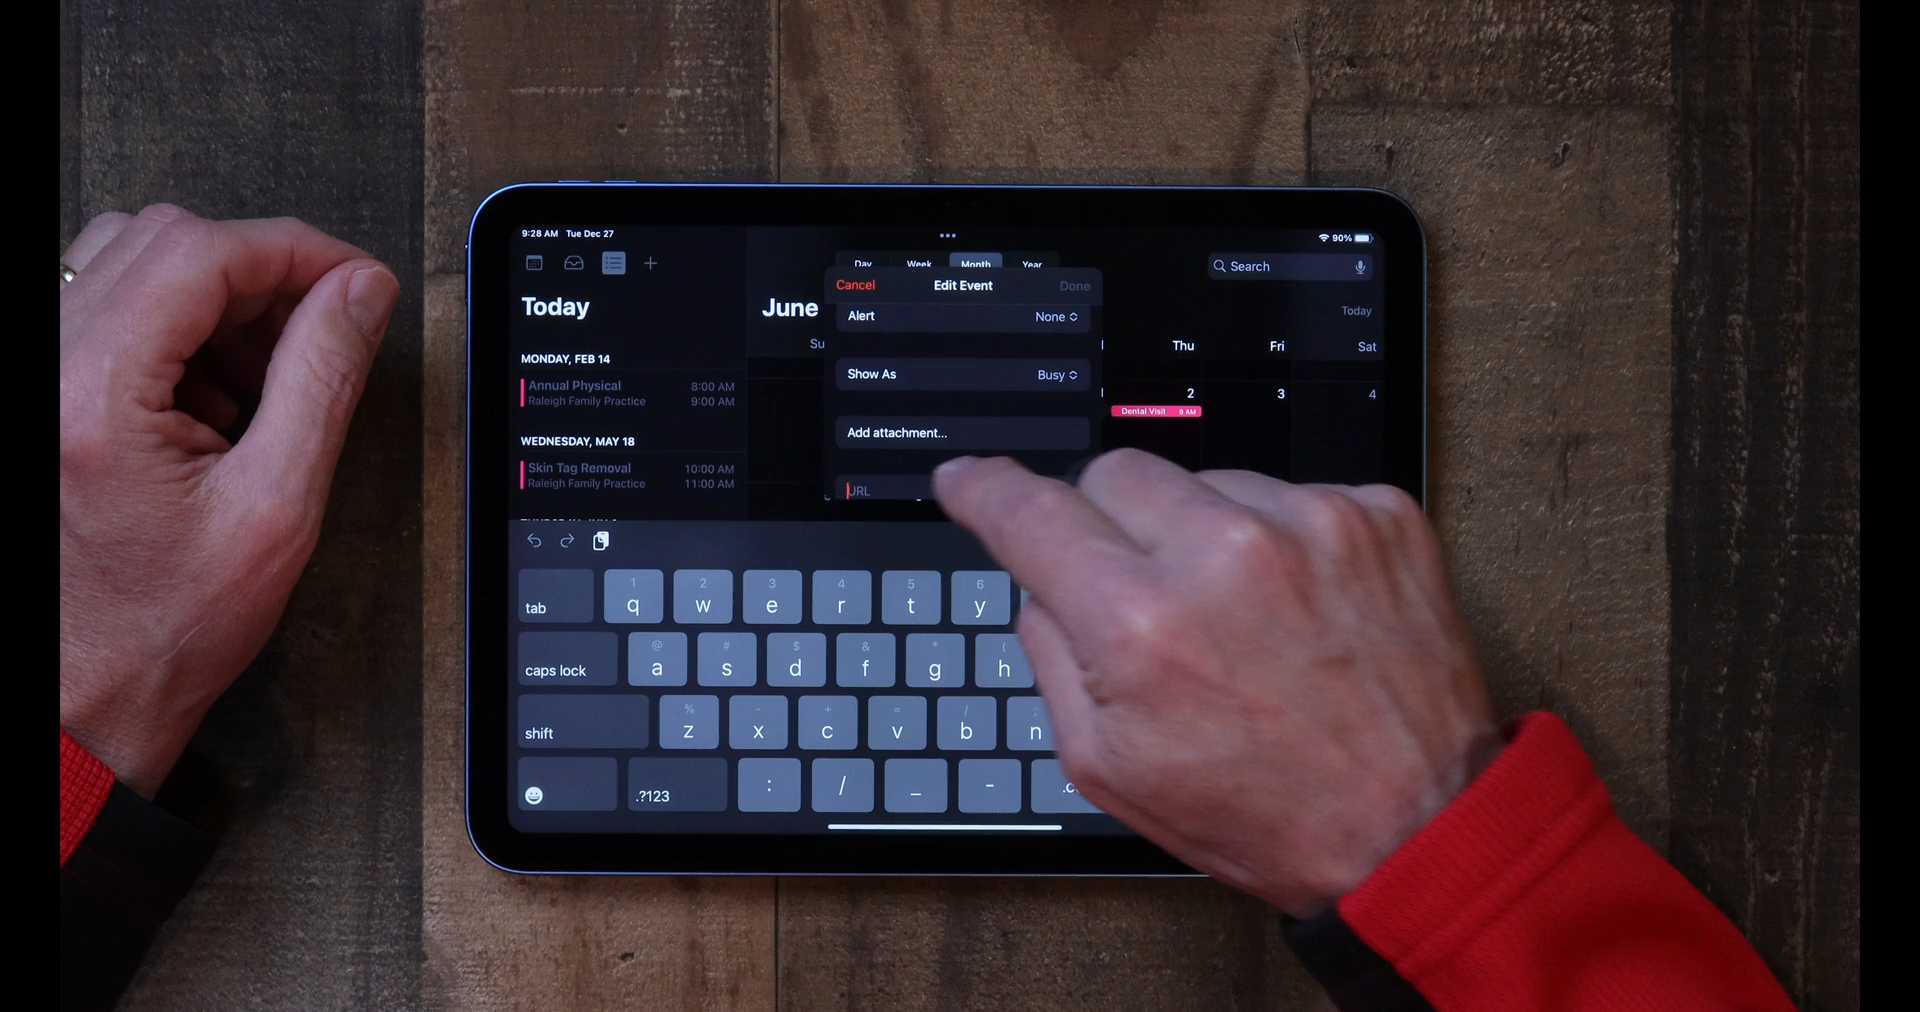 9:28 AM Tue Dec 27
90%
Day Week Month Year
Search
Cancel Edit Event Done
Today
June
Today
Alert None
Su
Thu Fri Sat
MONDAY, FEB 14
Annual Physical 8:00 AM
Raleigh Family Practice 9:00 AM
Show As Busy
2 3 4
Dental Visit 9 AM
WEDNESDAY, MAY 18
Add attachment...
Skin Tag Removal 10:00 AM
Raleigh Family Practice 11:00 AM
URL
1 2 3 4 5 6
tab q w e r t y
@ # $ & * (
caps lock a s d f g h
% - + = / ;
shift z x c v b n
.?123 : / _ - .c